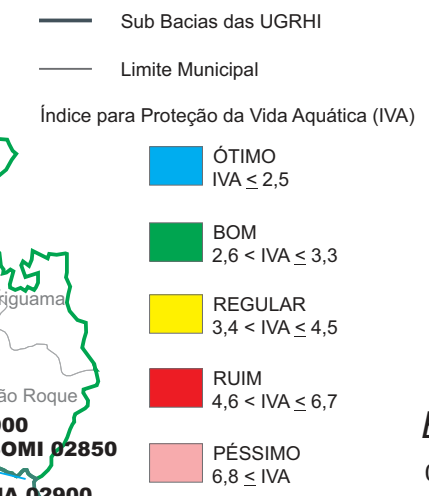 Sub Bacias das UGRHI
Limite Municipal
Índice para Proteção da Vida Aquática (IVA)
ÓTIMO
IVA ≤ 2,5
BOM
2,6 < IVA ≤ 3,3
REGULAR
3,4 < IVA ≤ 4,5
RUIM
4,6 < IVA ≤ 6,7
PÉSSIMO
6,8 ≤ IVA
riguama
ão Roque
00
OMI 02850
IA 02900